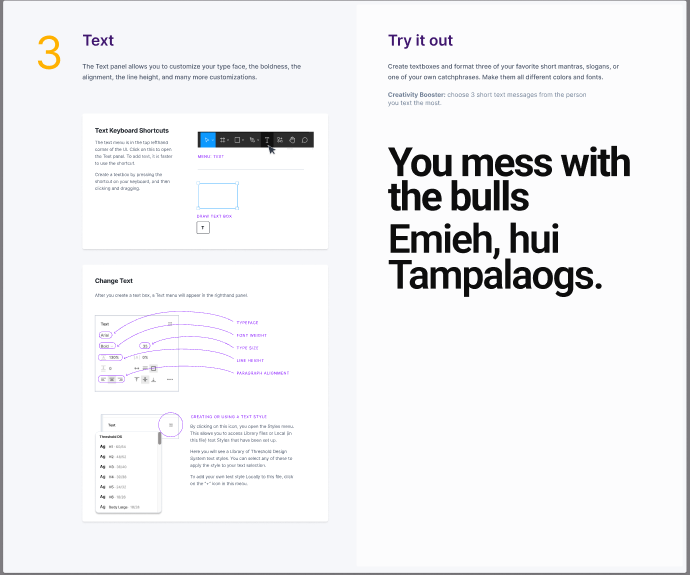 3
Text
The Text panel allows you to customize your type face, the boldness, the
alignment, the line height, and many more customizations.
Text Keyboard Shortcuts
The text menu is in the top lefthand
corner of the UI. Click on this to open
the Text panel. To add text, it is faster
to use the shortcut.
Create a textbox by pressing the
shortcut on your keyboard, and then
clicking and dragging.
T
MENU: TEXT
DRAW TEXT BOX
T
Change Text
After you create a text box, a Text menu will appear in the righthand panel.
Text
Arial
Bold
TYPEFACE
FONT WEIGHT
TYPE SIZE
LINE HEIGHT
PARAGRAPH ALIGNMENT
Text
Threshold DS
Ag
Ag
Ag
Ag
Ag
Ag
Ag Body Large
CREATING OR USING A TEXT STYLE
By clicking on this icon, you open the Styles menu.
This allows you to access Library files or Local (in
this file) text Styles that have been set up.
Here you will see a Library of Threshold Design
System text styles. You can select any of these to
apply the style to your text selection.
To add your own text style Locally to this file, click
on the "+" icon in this menu.
Try it out
Create textboxes and format three of your favorite short mantras, slogans, or
one of your own catchphrases. Make them all different colors and fonts.
Creativity Booster: choose 3 short text messages from the person
you text the most.
You mess with
the bulls
Emieh, hui
Tampalaogs.